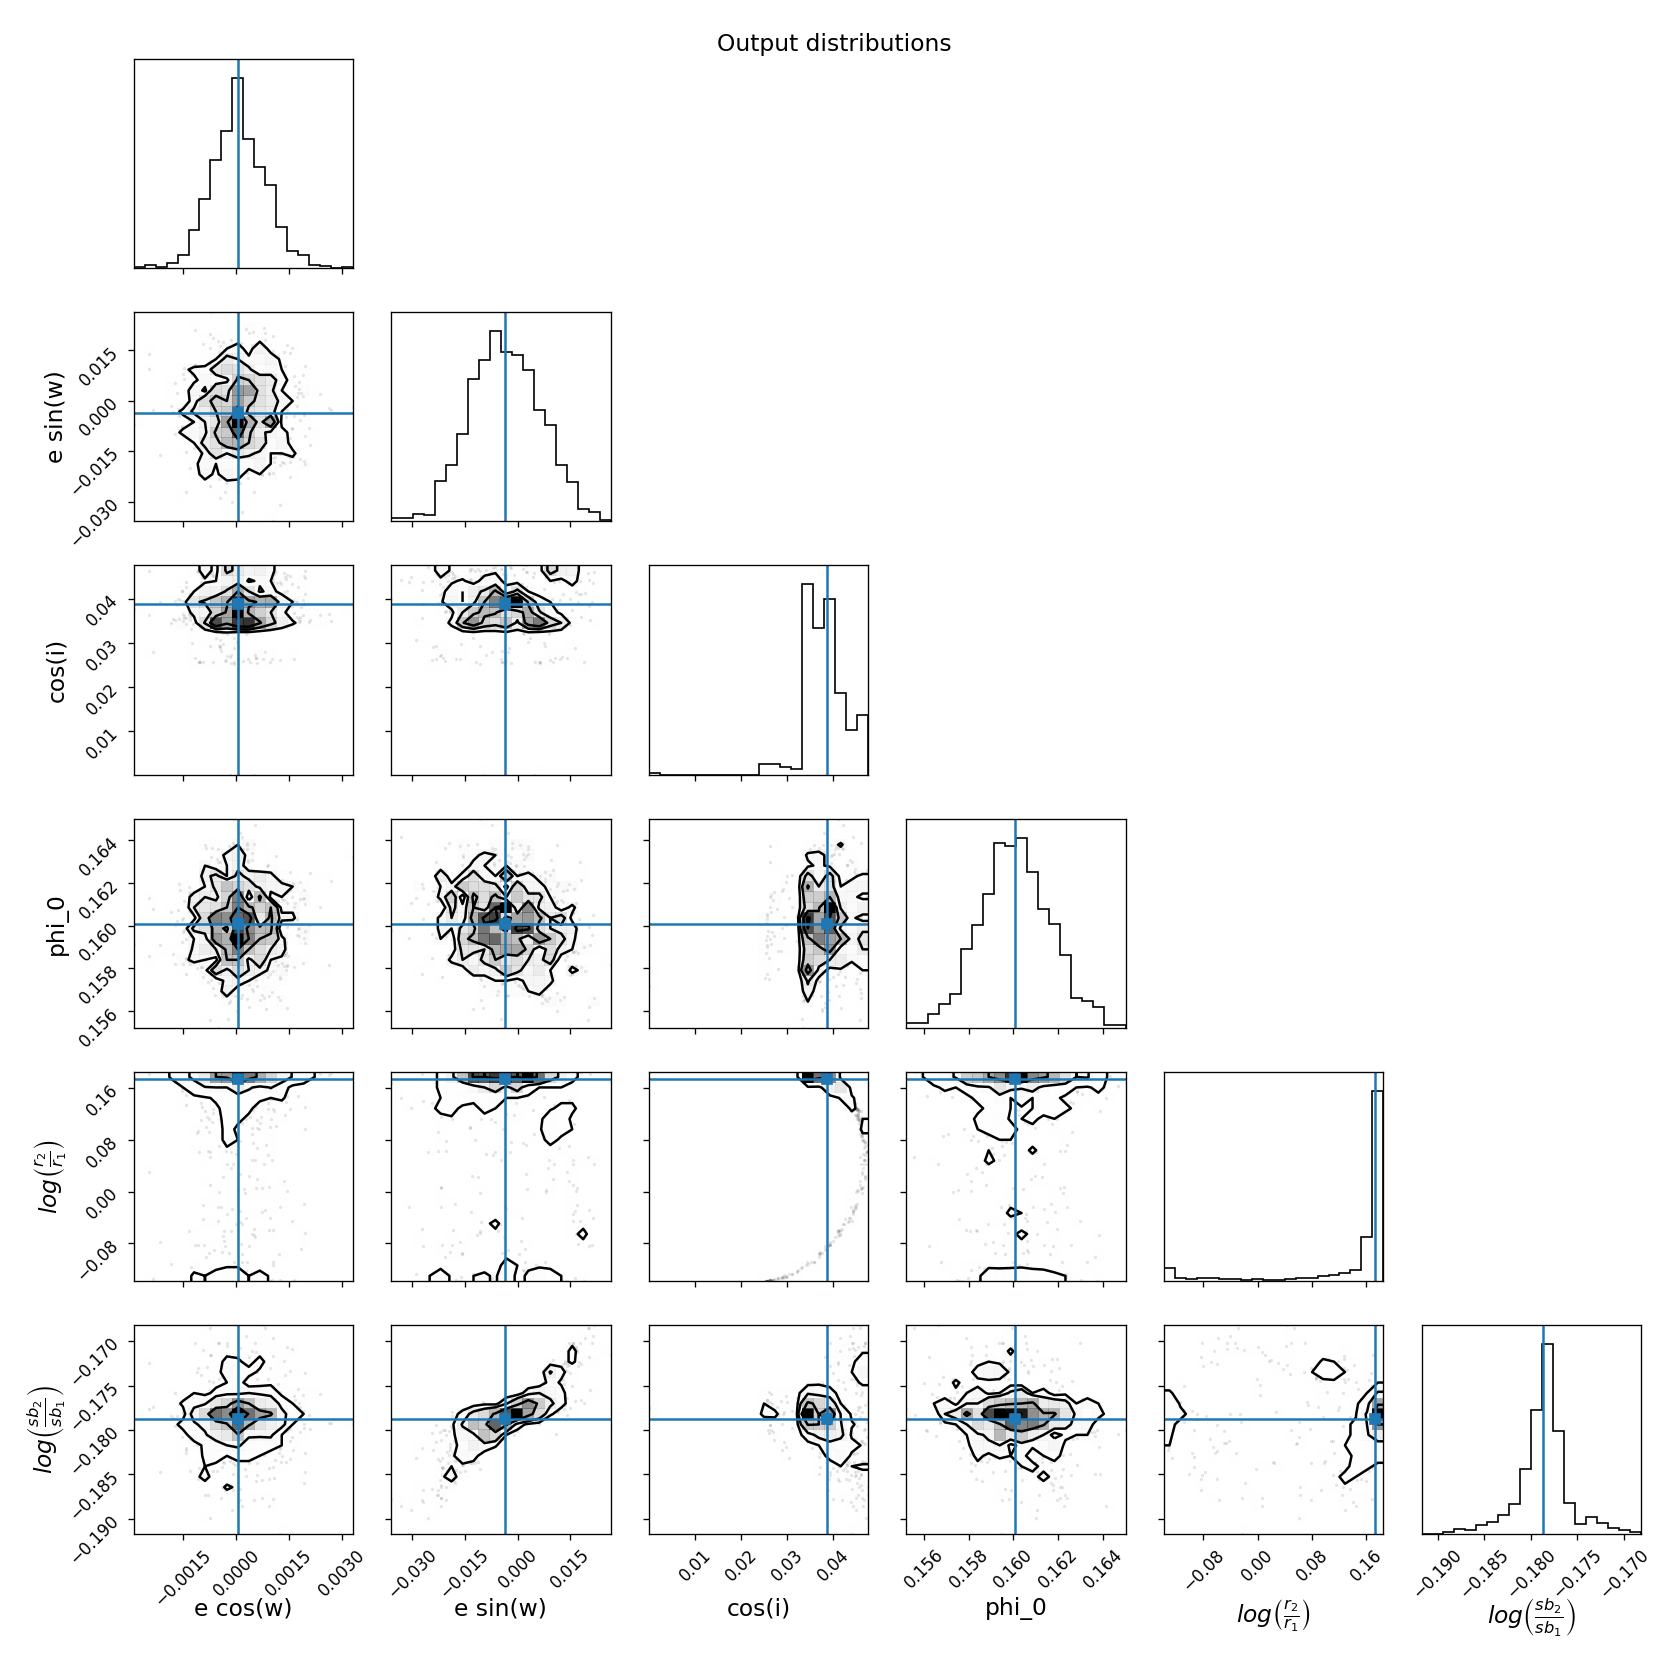 Output distributions
e sin(w)
0.015
0.000
−0.015
−0.030
cos(i)
0.04
0.03
0.02
0.01
phi_0
0.164
0.162
0.160
0.158
0.156
log(r₂/r₁)
0.16
0.08
0.00
−0.08
log(sb₂/sb₁)
−0.170
−0.175
−0.180
−0.185
−0.190
−0.0015 0.0000 0.0015 0.0030
−0.030 −0.015 0.000 0.015
0.01 0.02 0.03 0.04
0.156 0.158 0.160 0.162 0.164
−0.08 0.00 0.08 0.16
−0.190 −0.185 −0.180 −0.175 −0.170
e cos(w) e sin(w) cos(i) phi_0 log(r₂/r₁) log(sb₂/sb₁)